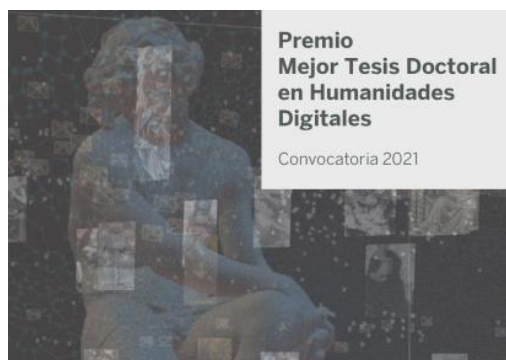 Premio
Mejor Tesis Doctoral
en Humanidades
Digitales
Convocatoria 2021